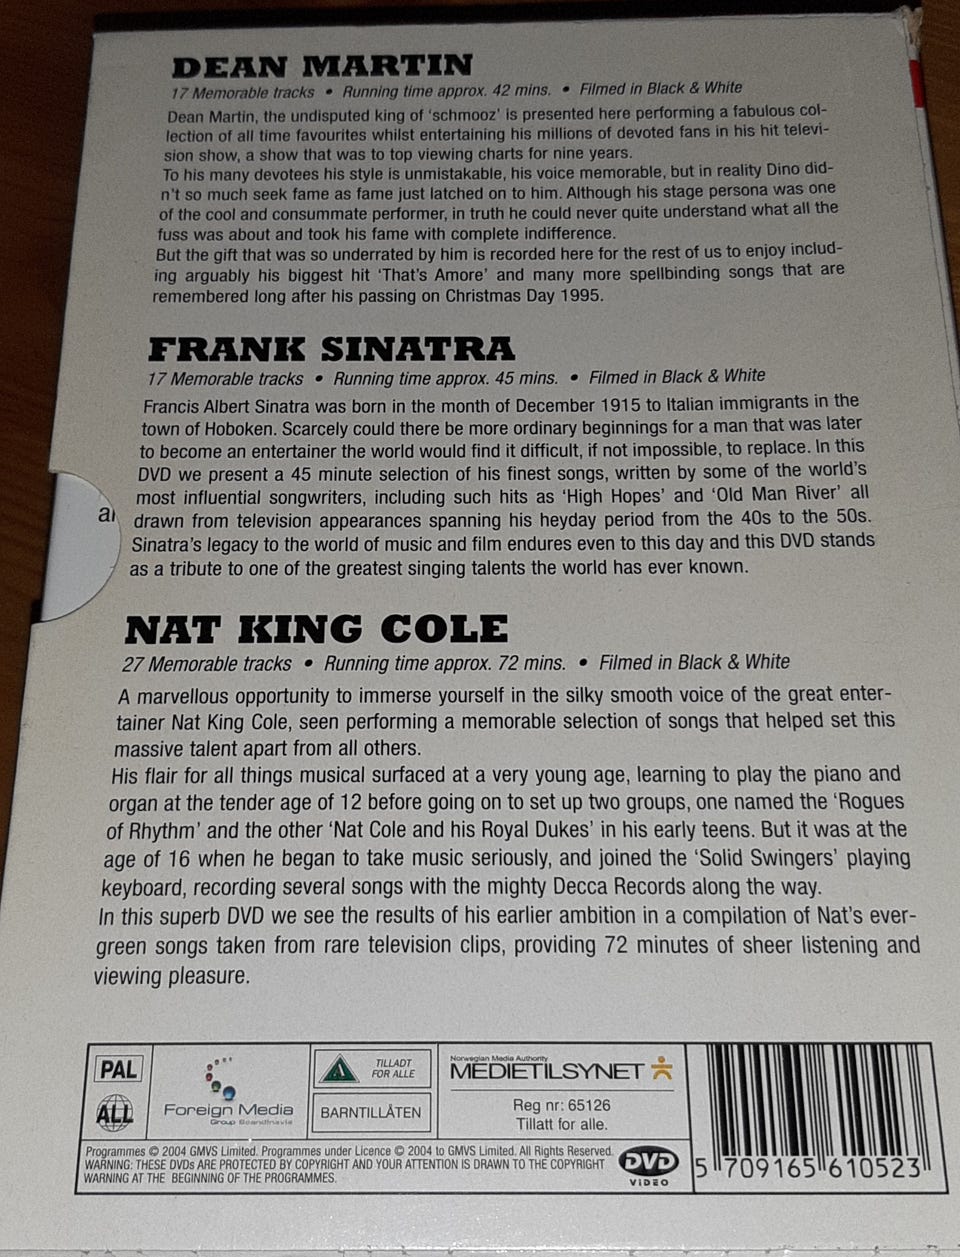 DEAN MARTIN
17 Memorable tracks • Running time approx. 42 mins. • Filmed in Black & White
Dean Martin, the undisputed king of 'schmooz' is presented here performing a fabulous col-
lection of all time favourites whilst entertaining his millions of devoted fans in his hit televi-
sion show, a show that was to top viewing charts for nine years.
To his many devotees his style is unmistakable, his voice memorable, but in reality Dino did-
n't so much seek fame as fame just latched on to him. Although his stage persona was one
of the cool and consummate performer, in truth he could never quite understand what all the
fuss was about and took his fame with complete indifference.
But the gift that was so underrated by him is recorded here for the rest of us to enjoy includ-
ing arguably his biggest hit 'That's Amore' and many more spellbinding songs that are
remembered long after his passing on Christmas Day 1995.
FRANK SINATRA
17 Memorable tracks • Running time approx. 45 mins. • Filmed in Black & White
Francis Albert Sinatra was born in the month of December 1915 to Italian immigrants in the
town of Hoboken. Scarcely could there be more ordinary beginnings for a man that was later
to become an entertainer the world would find it difficult, if not impossible, to replace. In this
DVD we present a 45 minute selection of his finest songs, written by some of the world's
most influential songwriters, including such hits as 'High Hopes' and 'Old Man River' all
drawn from television appearances spanning his heyday period from the 40s to the 50s.
Sinatra's legacy to the world of music and film endures even to this day and this DVD stands
as a tribute to one of the greatest singing talents the world has ever known.
NAT KING COLE
27 Memorable tracks • Running time approx. 72 mins. • Filmed in Black & White
A marvellous opportunity to immerse yourself in the silky smooth voice of the great enter-
tainer Nat King Cole, seen performing a memorable selection of songs that helped set this
massive talent apart from all others.
His flair for all things musical surfaced at a very young age, learning to play the piano and
organ at the tender age of 12 before going on to set up two groups, one named the 'Rogues
of Rhythm' and the other 'Nat Cole and his Royal Dukes' in his early teens. But it was at the
age of 16 when he began to take music seriously, and joined the 'Solid Swingers' playing
keyboard, recording several songs with the mighty Decca Records along the way.
In this superb DVD we see the results of his earlier ambition in a compilation of Nat's ever-
green songs taken from rare television clips, providing 72 minutes of sheer listening and
viewing pleasure.
PAL
ALL
Foreign Media
Group Scandinavia
A
TILLADT
FOR ALLE
BARNTILLÅTEN
Norwegian Media Authority
MEDIETILSYNET
Reg nr: 65126
Tillatt for alle.
Programmes © 2004 GMVS Limited. Programmes under Licence © 2004 to GMVS Limited. All Rights Reserved.
WARNING: THESE DVDs ARE PROTECTED BY COPYRIGHT AND YOUR ATTENTION IS DRAWN TO THE COPYRIGHT
WARNING AT THE BEGINNING OF THE PROGRAMMES.
DVD
VIDEO
5 709165 610523